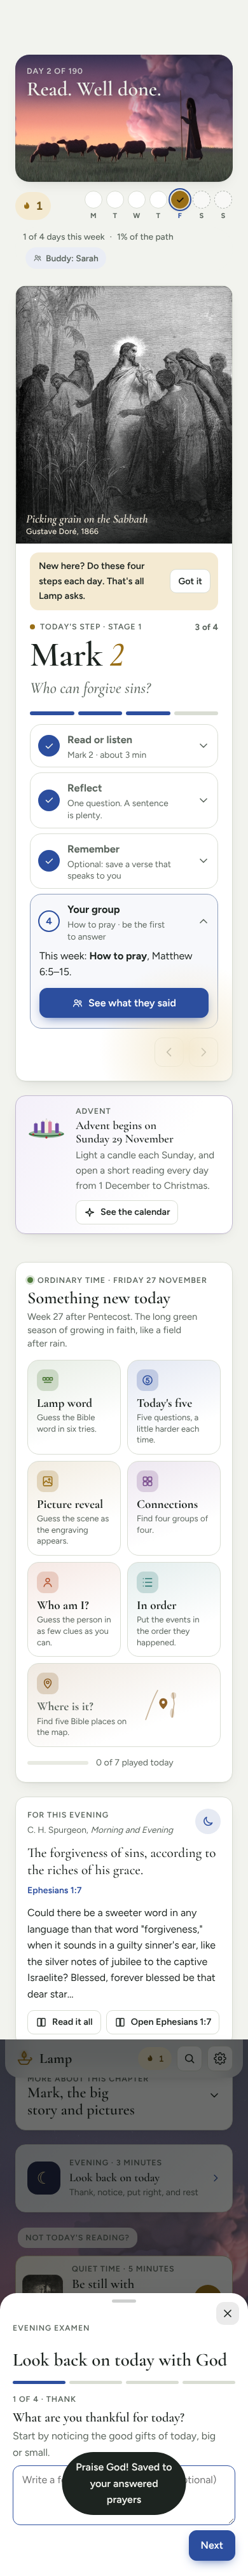 DAY 2 OF 190
Read. Well done.
1
M T W T F S S
1 of 4 days this week · 1% of the path
Buddy: Sarah
Picking grain on the Sabbath
Gustave Doré, 1866
New here? Do these four
steps each day. That's all
Lamp asks.
Got it
TODAY'S STEP · STAGE 1
3 of 4
Mark 2
Who can forgive sins?
Read or listen
Mark 2 · about 3 min
Reflect
One question. A sentence
is plenty.
Remember
Optional: save a verse that
speaks to you
4
Your group
How to pray · be the first
to answer
This week: How to pray, Matthew
6:5–15.
See what they said
ADVENT
Advent begins on
Sunday 29 November
Light a candle each Sunday, and
open a short reading every day
from 1 December to Christmas.
See the calendar
ORDINARY TIME · FRIDAY 27 NOVEMBER
Something new today
Week 27 after Pentecost. The long green
season of growing in faith, like a field
after rain.
Lamp word
Guess the Bible
word in six tries.
5
Today's five
Five questions, a
little harder each
time.
Picture reveal
Guess the scene as
the engraving
appears.
Connections
Find four groups of
four.
Who am I?
Guess the person in
as few clues as you
can.
In order
Put the events in
the order they
happened.
Where is it?
Find five Bible places on
the map.
0 of 7 played today
FOR THIS EVENING
C. H. Spurgeon, Morning and Evening
The forgiveness of sins, according to
the riches of his grace.
Ephesians 1:7
Could there be a sweeter word in any
language than that word "forgiveness,"
when it sounds in a guilty sinner's ear, like
the silver notes of jubilee to the captive
Israelite? Blessed, forever blessed be that
dear star…
Read it all
Open Ephesians 1:7
Lamp
1
MORE ABOUT THIS CHAPTER
Mark, the big
story and pictures
EVENING · 3 MINUTES
Look back on today
Thank, notice, put right, and rest
NOT TODAY'S READING?
QUIET TIME · 5 MINUTES
Be still with
EVENING EXAMEN
Look back on today with God
1 OF 4 · THANK
What are you thankful for today?
Start by noticing the good gifts of today, big
or small.
Write a
Praise God! Saved to
your answered
prayers
Next